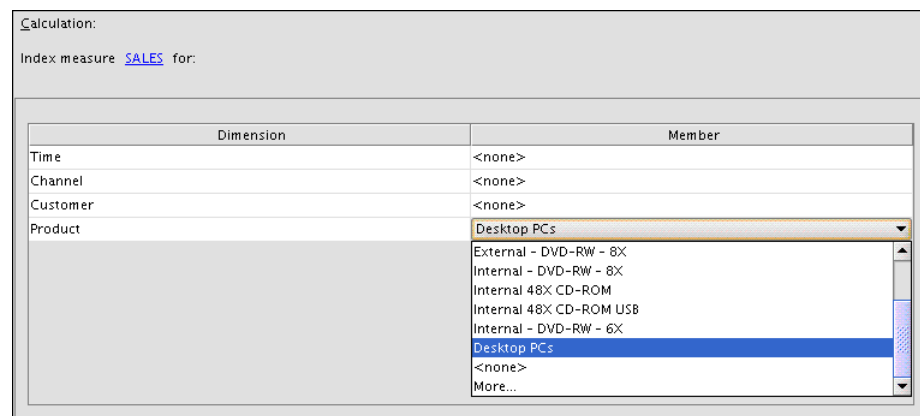 Calculation:
Index measure SALES for:
Dimension Member
Time <none>
Channel <none>
Customer <none>
Product Desktop PCs
External - DVD-RW - 8X
Internal - DVD-RW - 8X
Internal 48X CD-ROM
Internal 48X CD-ROM USB
Internal - DVD-RW - 6X
Desktop PCs
<none>
More...